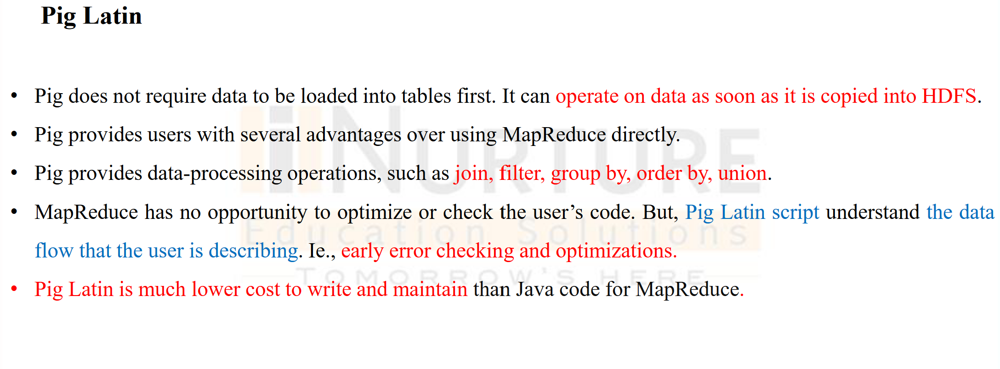 Pig Latin
• Pig does not require data to be loaded into tables first. It can operate on data as soon as it is copied into HDFS.
• Pig provides users with several advantages over using MapReduce directly.
• Pig provides data-processing operations, such as join, filter, group by, order by, union.
• MapReduce has no opportunity to optimize or check the user’s code. But, Pig Latin script understand the data
flow that the user is describing. Ie., early error checking and optimizations.
• Pig Latin is much lower cost to write and maintain than Java code for MapReduce.
iNURTURE
Education Solutions
TOMORROW’S HERE